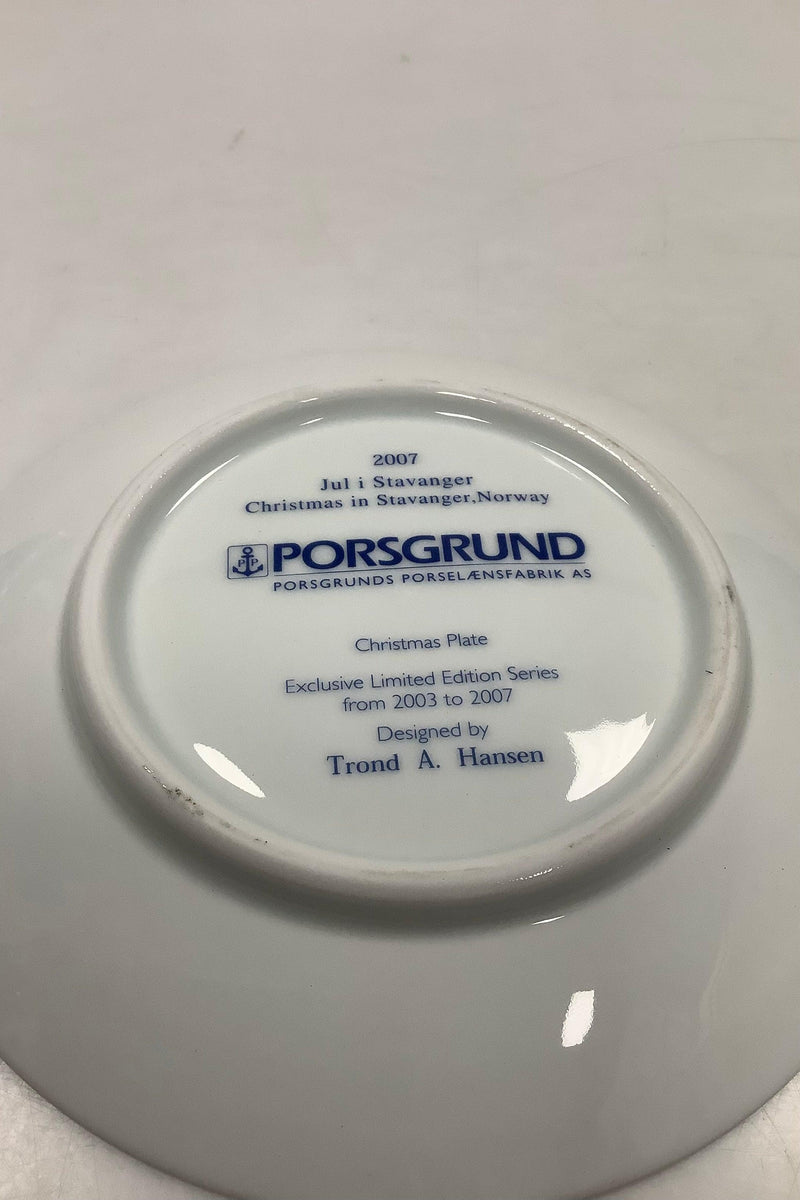 2007
Jul i Stavanger
Christmas in Stavanger,Norway
PP PORSGRUND
PORSGRUNDS PORSELÆNSFABRIK AS
Christmas Plate
Exclusive Limited Edition Series
from 2003 to 2007
Designed by
Trond A. Hansen